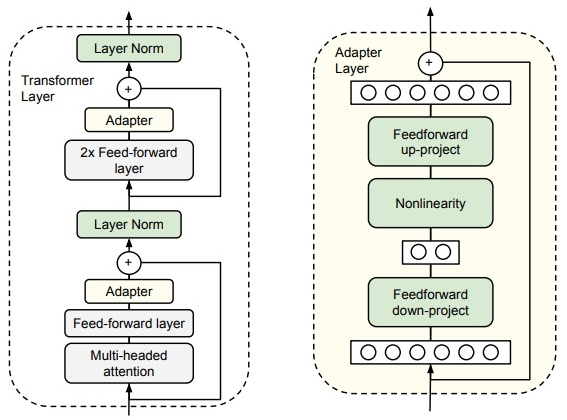 Layer Norm
Transformer
Layer
+
Adapter
2x Feed-forward
layer
Layer Norm
+
Adapter
Feed-forward layer
Multi-headed
attention
Adapter
Layer
+
Feedforward
up-project
Nonlinearity
Feedforward
down-project